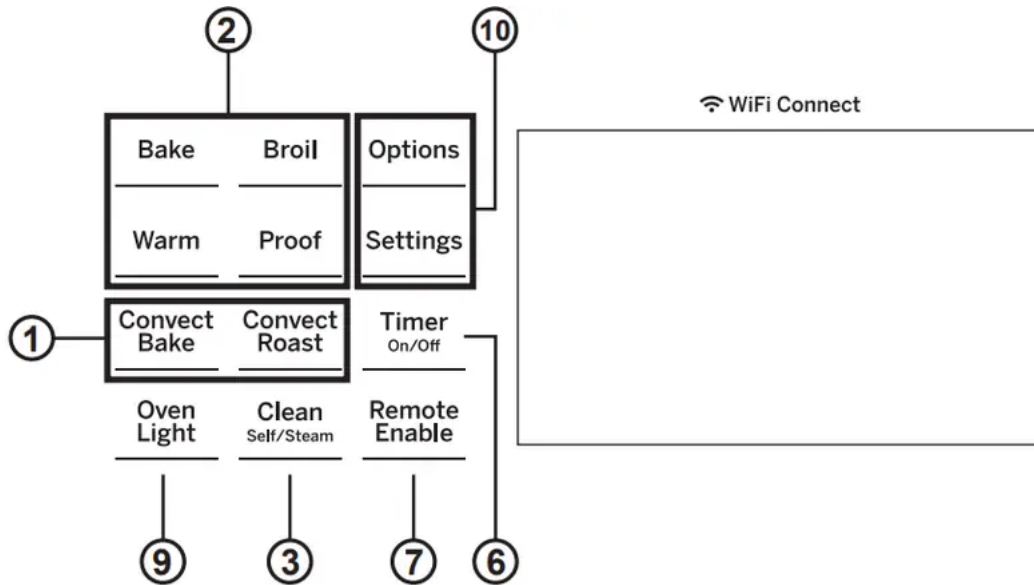 2
10
WiFi Connect
Bake Broil Options
Warm Proof Settings
Convect Convect Timer
Bake Roast On/Off
1
Oven Clean Remote
Light Self/Steam Enable
9 3 7 6